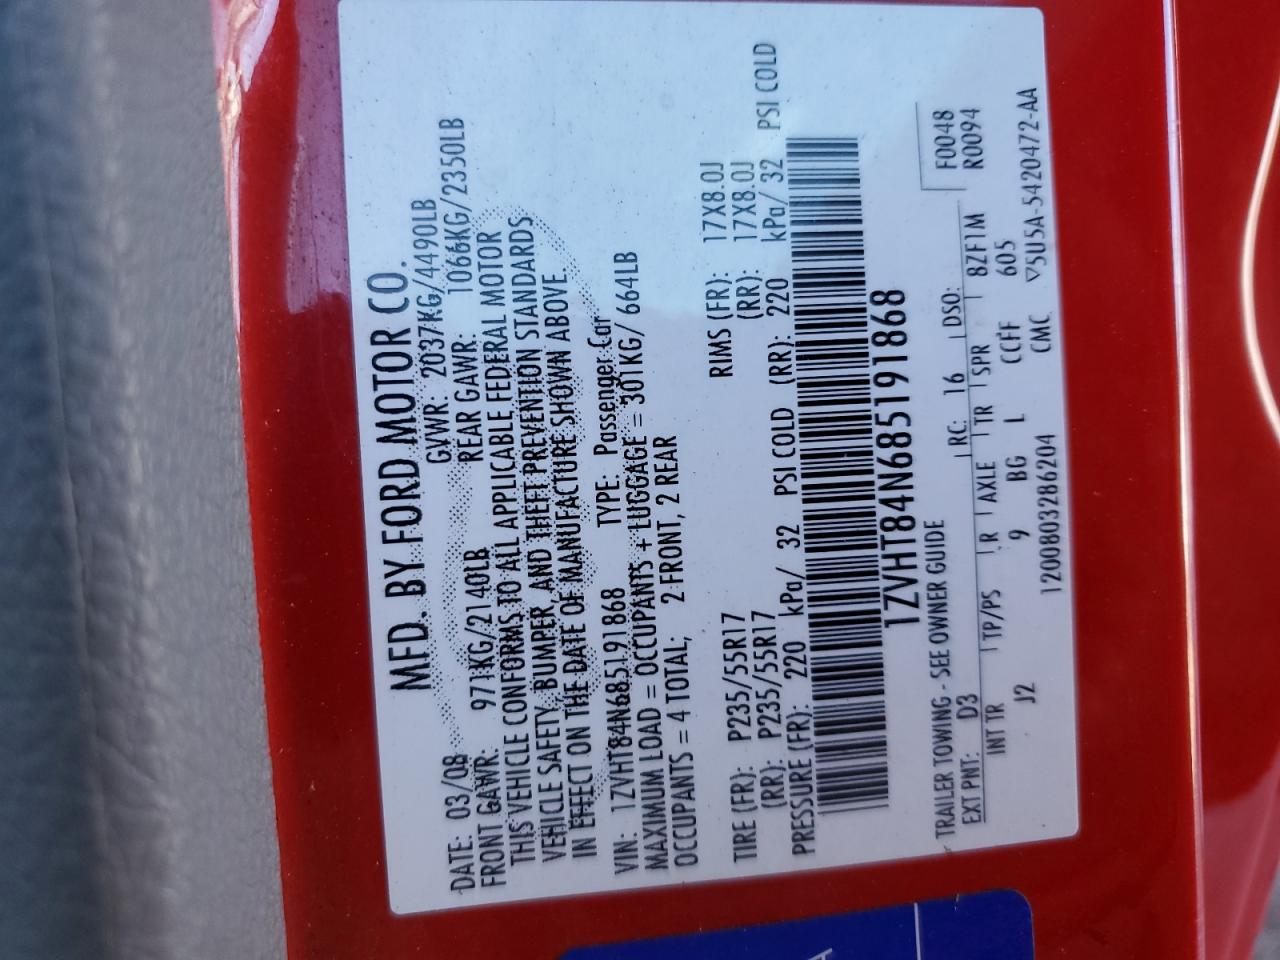 MFD. BY FORD MOTOR CO.
DATE: 03/08 GVWR: 2037KG/4490LB
FRONT GAWR: 971KG/2140LB REAR GAWR: 1066KG/2350LB
THIS VEHICLE CONFORMS TO ALL APPLICABLE FEDERAL MOTOR
VEHICLE SAFETY, BUMPER, AND THEFT PREVENTION STANDARDS
IN EFFECT ON THE DATE OF MANUFACTURE SHOWN ABOVE.
VIN: 1ZVHT84N685191868 TYPE: Passenger Car
MAXIMUM LOAD = OCCUPANTS + LUGGAGE = 301KG/ 664LB
OCCUPANTS = 4 TOTAL, 2 FRONT, 2 REAR
TIRE (FR): P235/55R17 RIMS (FR): 17X8.0J
(RR): P235/55R17 (RR): 17X8.0J
PRESSURE (FR): 220 kPa/ 32 PSI COLD (RR): 220 kPa/ 32 PSI COLD
1ZVHT84N685191868
TRAILER TOWING - SEE OWNER GUIDE F0048
EXT PNT: D3 RC: 16 DSO: R0094
INT TR TP/PS R AXLE TR SPR 8ZF1M
J2 9 BG L CCFF 605
1200803286204 CMC ▽5U5A-5420472-AA